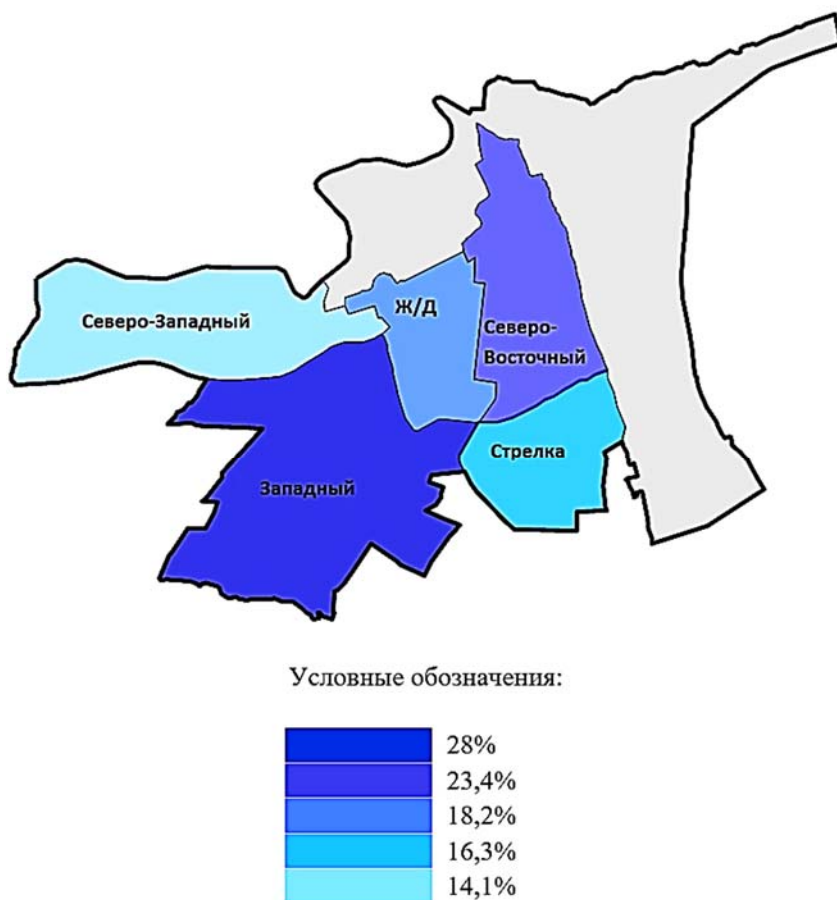 Северо-Западный
Ж/Д
Северо-
Восточный
Стрелка
Западный
Условные обозначения:
28%
23,4%
18,2%
16,3%
14,1%